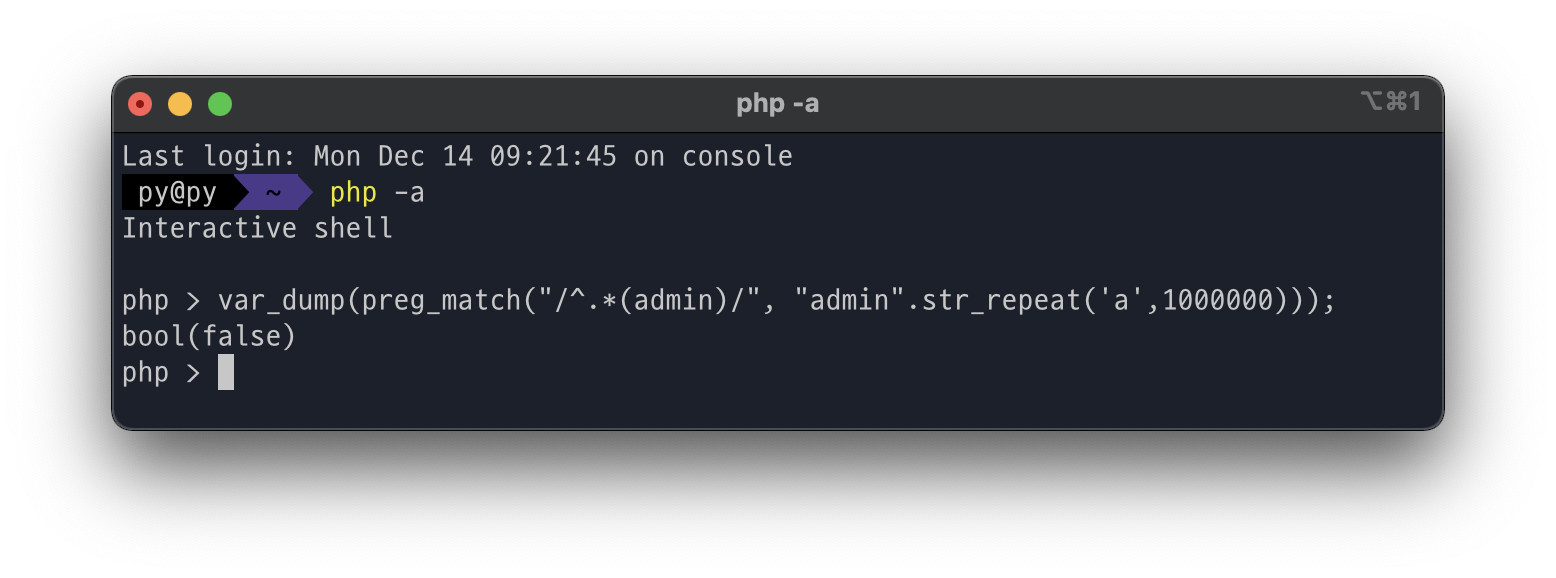 php -a
⌥⌘1
Last login: Mon Dec 14 09:21:45 on console
py@py ~ php -a
Interactive shell
php > var_dump(preg_match("/^.*(admin)/", "admin".str_repeat('a',1000000)));
bool(false)
php >